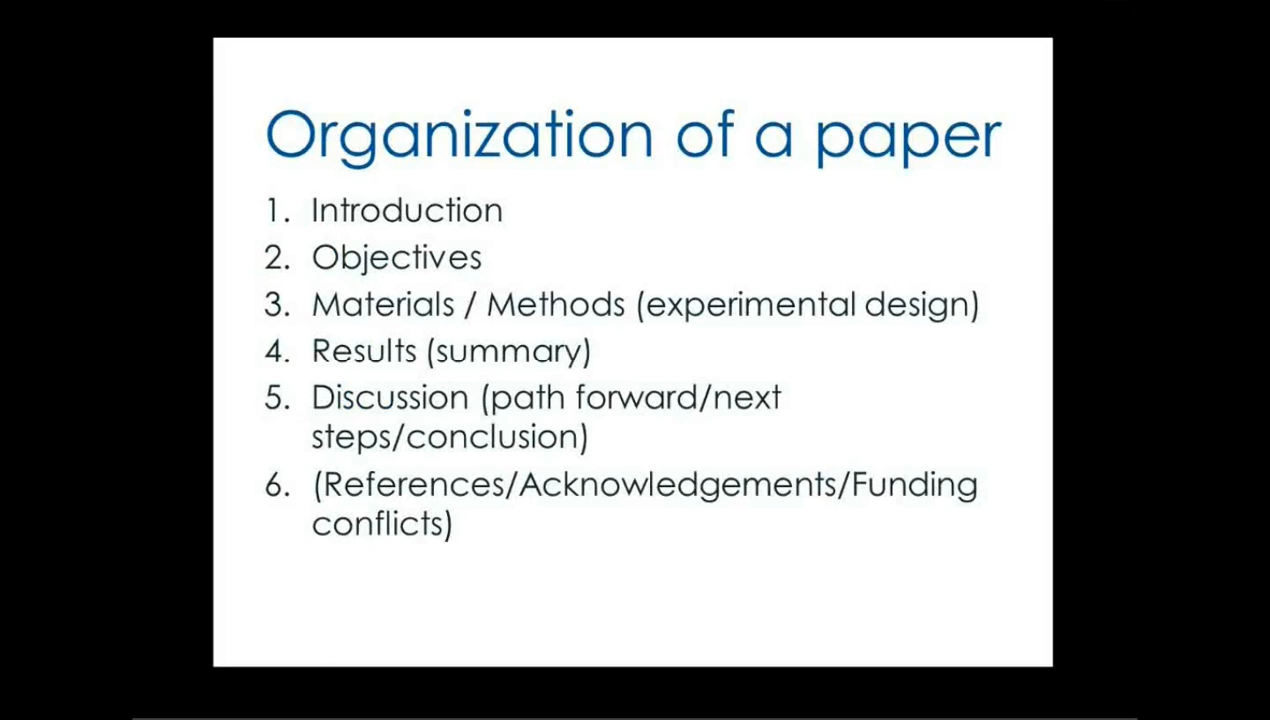 Organization of a paper
1. Introduction
2. Objectives
3. Materials / Methods (experimental design)
4. Results (summary)
5. Discussion (path forward/next
steps/conclusion)
6. (References/Acknowledgements/Funding
conflicts)